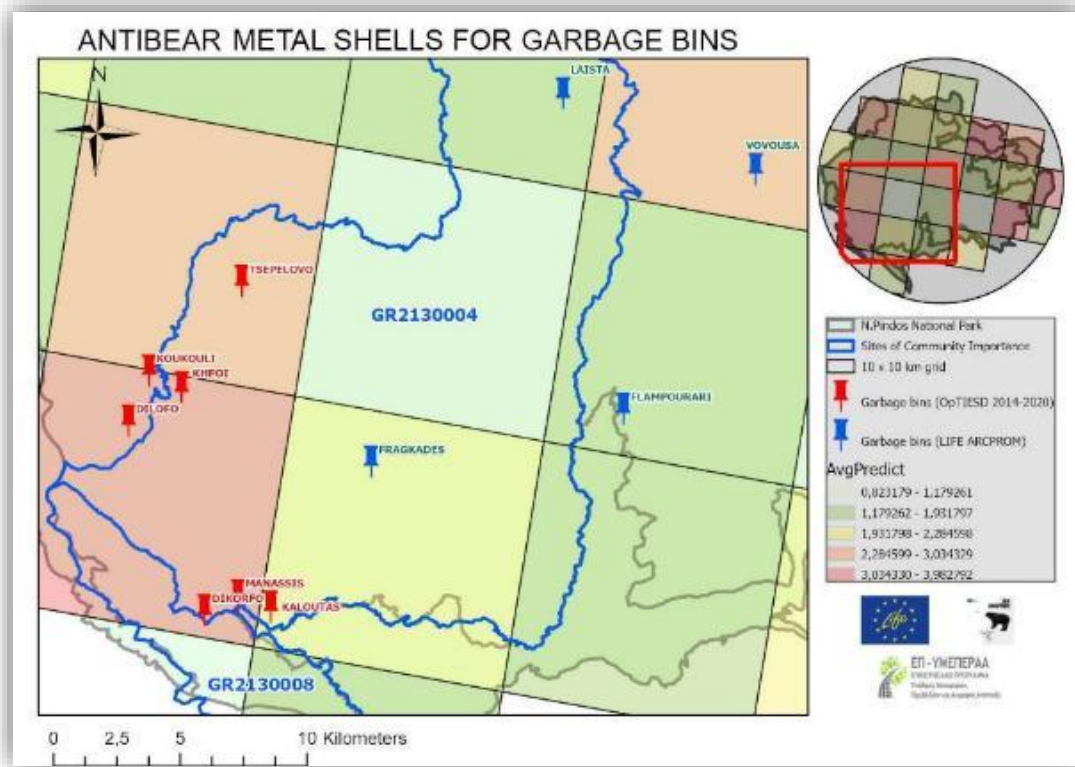 ANTIBEAR METAL SHELLS FOR GARBAGE BINS
N
LAISTA
VOVOUSA
TSEPELOVO
GR2130004
KOUKOULI
KHPOI
DILOFO
FLAMPOURARI
FRAGKADES
MANASSIS
DIKORFO
KALOUTAS
GR2130008
0 2,5 5 10 Kilometers
N.Pindos National Park
Sites of Community Importance
10 x 10 km grid
Garbage bins (OpTIESD 2014-2020)
Garbage bins (LIFE ARCPROM)
AvgPredict
0,823179 - 1,179261
1,179262 - 1,931797
1,931798 - 2,284598
2,284599 - 3,034329
3,034330 - 3,982792
ΕΠ-ΥΜΕΠΕΡΑΑ